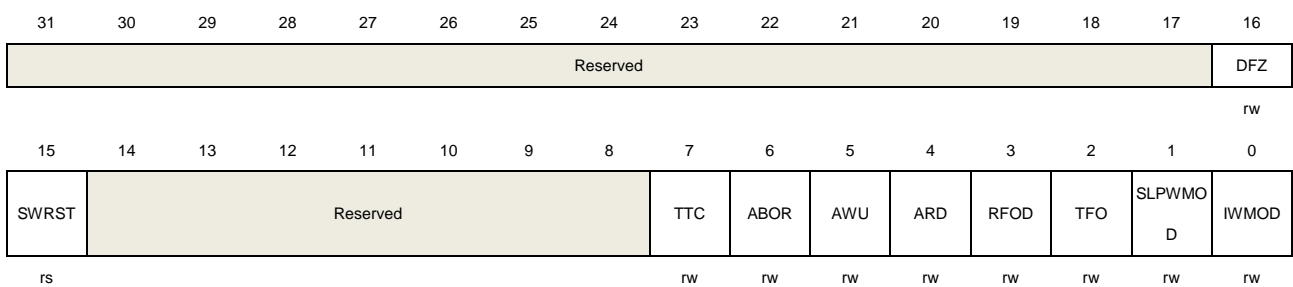 31 30 29 28 27 26 25 24 23 22 21 20 19 18 17 16
Reserved DFZ
rw
15 14 13 12 11 10 9 8 7 6 5 4 3 2 1 0
SWRST Reserved TTC ABOR AWU ARD RFOD TFO SLPWMO IWMOD
D
rs rw rw rw rw rw rw rw rw